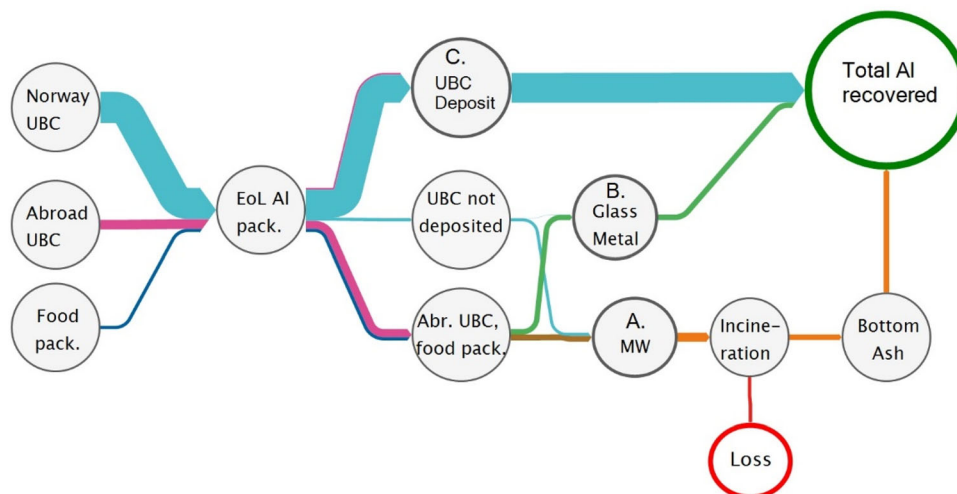 Norway
UBC
Abroad
UBC
Food
pack.
EoL Al
pack.
C.
UBC
Deposit
UBC not
deposited
Abr. UBC,
food pack.
B.
Glass
Metal
A.
MW
Incine-
ration
Loss
Bottom
Ash
Total Al
recovered